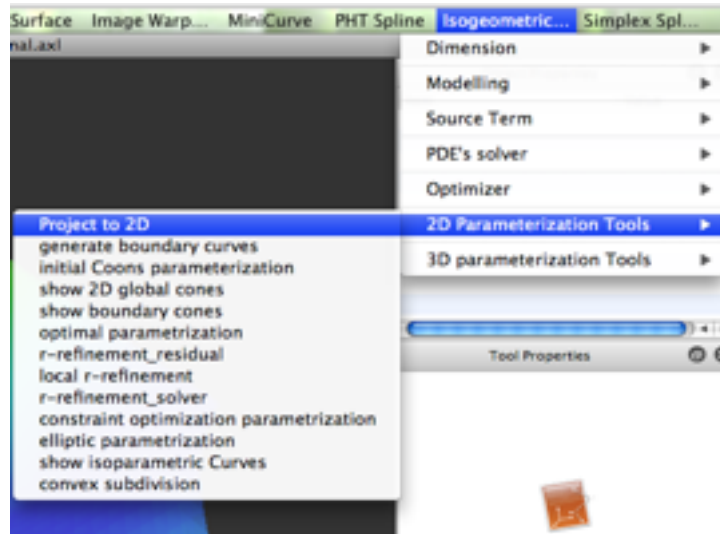 Surface Image Warp... MiniCurve PHT Spline Isogeometric... Simplex Spl...
nal.axl
Dimension
Modelling
Source Term
PDE's solver
Optimizer
2D Parameterization Tools
3D parameterization Tools
Project to 2D
generate boundary curves
initial Coons parameterization
show 2D global cones
show boundary cones
optimal parametrization
r-refinement_residual
local r-refinement
r-refinement_solver
constraint optimization parametrization
elliptic parametrization
show isoparametric Curves
convex subdivision
Tool Properties